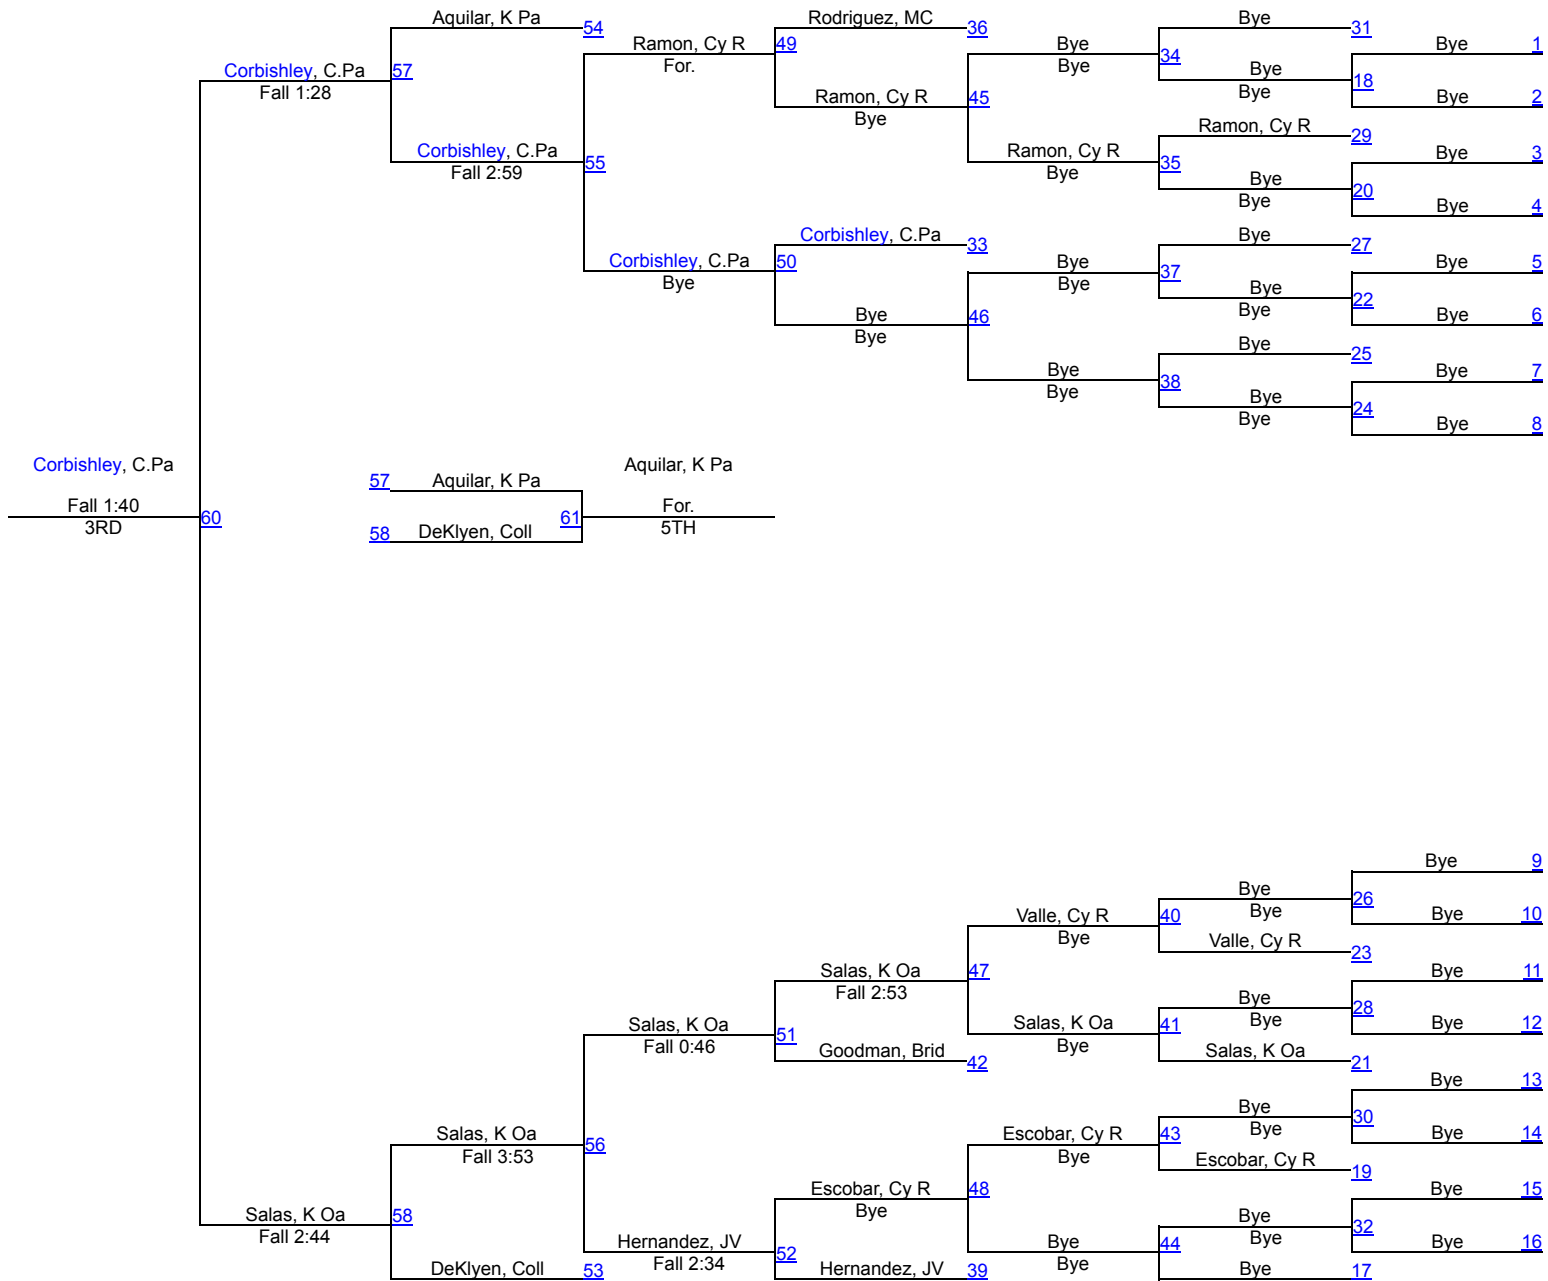 Aquilar, K Pa
54
Rodriguez, MC
36
Bye
31
Ramon, Cy R
For.
49
Bye
Bye
34
Bye
1
Corbishley, C.Pa
Fall 1:28
57
Bye
Bye
18
Ramon, Cy R
Bye
45
Bye
2
Ramon, Cy R
29
Corbishley, C.Pa
Fall 2:59
55
Ramon, Cy R
Bye
35
Bye
3
Bye
Bye
20
Bye
4
Corbishley, C.Pa
33
Bye
27
Corbishley, C.Pa
Bye
50
Bye
Bye
37
Bye
5
Bye
Bye
22
Bye
Bye
46
Bye
6
Bye
25
Bye
Bye
38
Bye
7
Bye
Bye
24
Bye
8
Corbishley, C.Pa
Aquilar, K Pa
57
Aquilar, K Pa
Fall 1:40
3RD
60
61
For.
5TH
58
DeKlyen, Coll
Bye
9
Bye
Bye
26
Valle, Cy R
Bye
40
Bye
10
Valle, Cy R
23
Salas, K Oa
Fall 2:53
47
Bye
11
Bye
Bye
28
Salas, K Oa
Fall 0:46
51
Salas, K Oa
Bye
41
Bye
12
Goodman, Brid
42
Salas, K Oa
21
Bye
13
Bye
Bye
30
Salas, K Oa
Fall 3:53
56
Escobar, Cy R
Bye
43
Bye
14
Escobar, Cy R
19
Escobar, Cy R
Bye
48
Bye
15
Salas, K Oa
Fall 2:44
58
Bye
Bye
32
Hernandez, JV
Fall 2:34
52
Bye
Bye
44
Bye
16
DeKlyen, Coll
53
Hernandez, JV
39
Bye
17